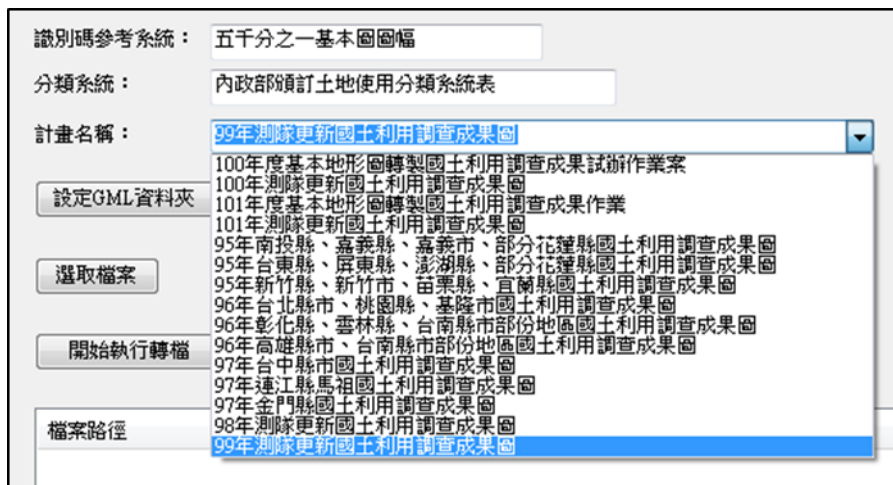 識別碼參考系統：
五千分之一基本圖圖幅
分類系統：
內政部頒訂土地使用分類系統表
計畫名稱：
99年測隊更新國土利用調查成果圖
100年度基本地形圖轉製國土利用調查成果試辦作業案
100年測隊更新國土利用調查成果圖
101年度基本地形圖轉製國土利用調查成果作業
101年測隊更新國土利用調查成果圖
95年南投縣、嘉義縣、嘉義市、部分花蓮縣國土利用調查成果圖
95年台東縣、屏東縣、澎湖縣、部分花蓮縣國土利用調查成果圖
95年新竹縣、新竹市、苗栗縣、宜蘭縣國土利用調查成果圖
96年台北縣市、桃園縣、基隆市國土利用調查成果圖
96年彰化縣、雲林縣、台南縣市部份地區國土利用調查成果圖
96年高雄縣市、台南縣市部份地區國土利用調查成果圖
97年台中縣市國土利用調查成果圖
97年連江縣馬祖國土利用調查成果圖
97年金門縣國土利用調查成果圖
98年測隊更新國土利用調查成果圖
99年測隊更新國土利用調查成果圖
設定GML資料夾
選取檔案
開始執行轉檔
檔案路徑